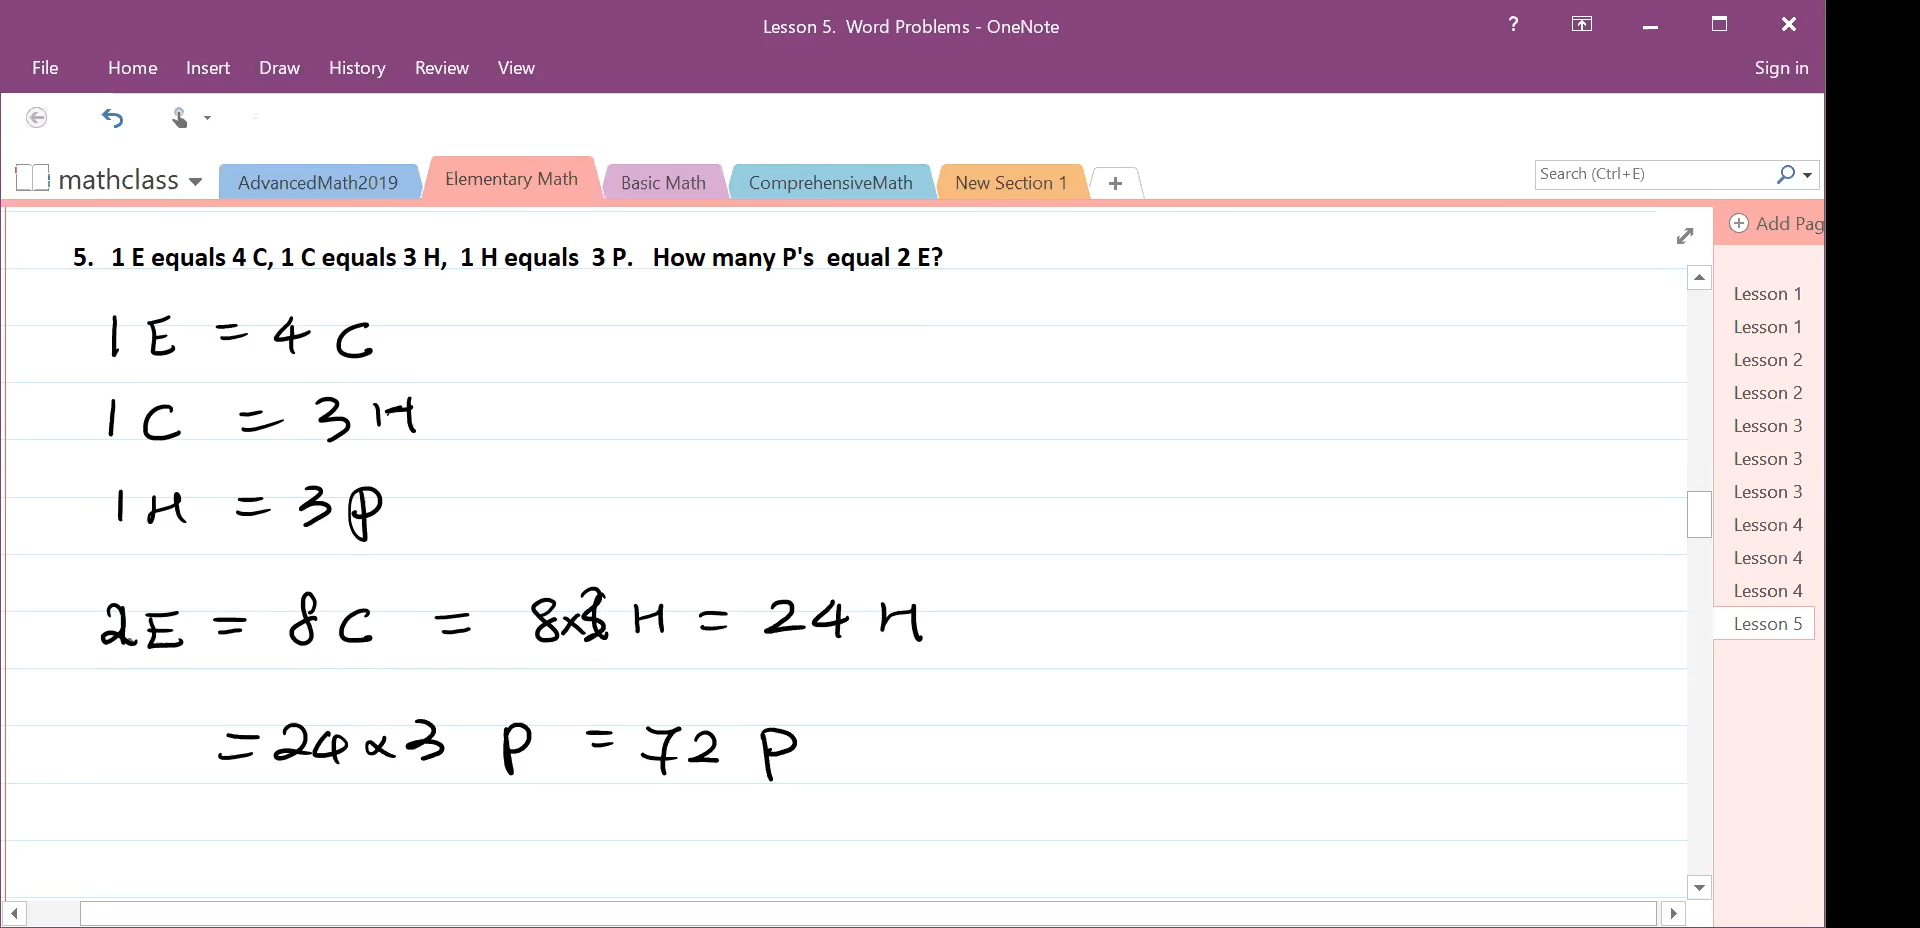 Lesson 5.  Word Problems - OneNote
?
File Home Insert Draw History Review View Sign in
mathclass AdvancedMath2019 Elementary Math Basic Math ComprehensiveMath New Section 1 + Search (Ctrl+E)
Add Pag
5. 1 E equals 4 C, 1 C equals 3 H, 1 H equals 3 P. How many P's equal 2 E?
1 E = 4 C
1 C = 3 H
1 H = 3 P
2E = 8 C = 8×3 H = 24 H
= 24 × 3 P = 72 P
Lesson 1
Lesson 1
Lesson 2
Lesson 2
Lesson 3
Lesson 3
Lesson 3
Lesson 4
Lesson 4
Lesson 4
Lesson 5